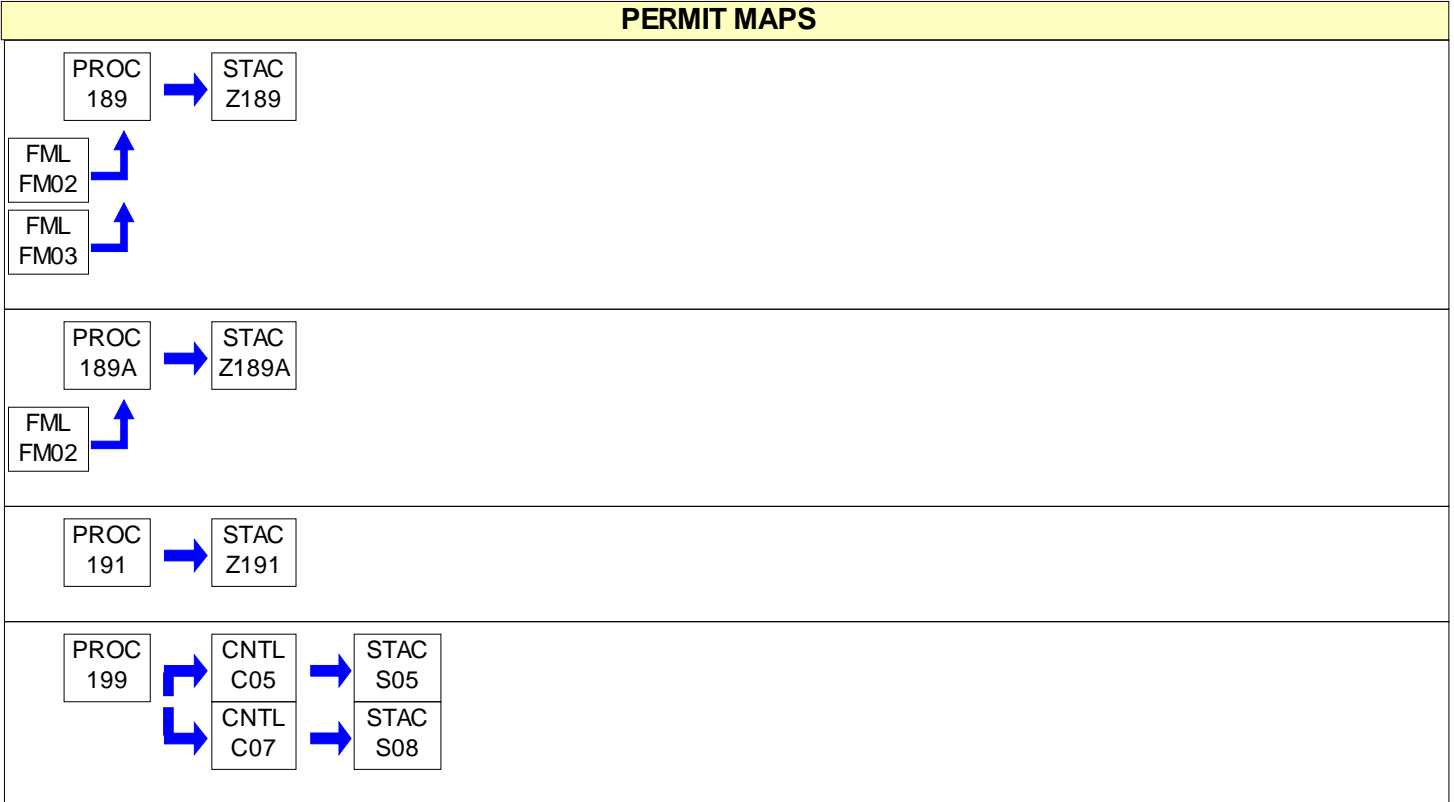 PERMIT MAPS
PROC
189
STAC
Z189
FML
FM02
FML
FM03
PROC
189A
STAC
Z189A
FML
FM02
PROC
191
STAC
Z191
PROC
199
CNTL
C05
STAC
S05
CNTL
C07
STAC
S08